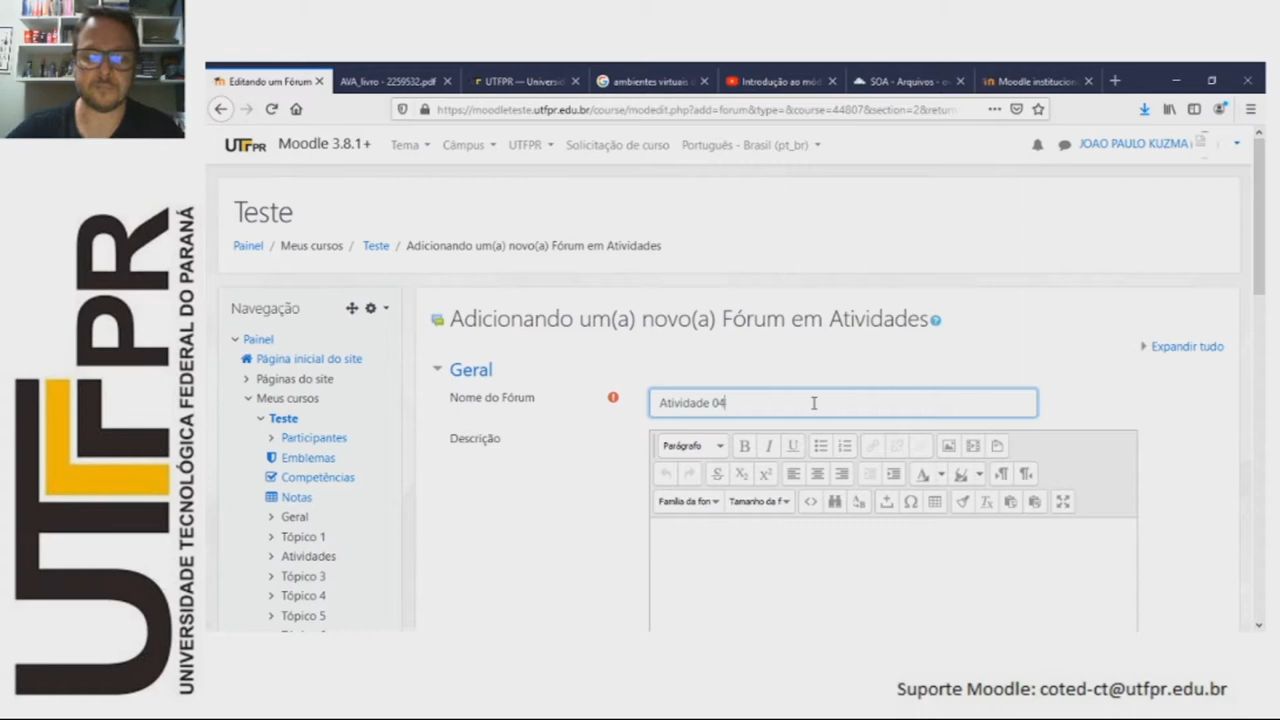 Editando um Fórum
AVA_livro - 2259532.pdf
UTFPR — Universi
ambientes virtuais
Introdução ao mód
SOA - Arquivos -
Moodle institucion
https://moodleteste.utfpr.edu.br/course/modedit.php?add=forum&type=&course=44807&section=2&return
UTFPR
Moodle 3.8.1+
Tema
Câmpus
UTFPR
Solicitação de curso
Português - Brasil (pt_br)
JOAO PAULO KUZMA
Teste
Painel / Meus cursos / Teste / Adicionando um(a) novo(a) Fórum em Atividades
Navegação
Painel
Página inicial do site
Páginas do site
Meus cursos
Teste
Participantes
Emblemas
Competências
Notas
Geral
Tópico 1
Atividades
Tópico 3
Tópico 4
Tópico 5
Adicionando um(a) novo(a) Fórum em Atividades
Expandir tudo
Geral
Nome do Fórum
Atividade 04
Descrição
Parágrafo
Família da fon
Tamanho da f
UTFPR
UNIVERSIDADE TECNOLÓGICA FEDERAL DO PARANÁ
Suporte Moodle: coted-ct@utfpr.edu.br